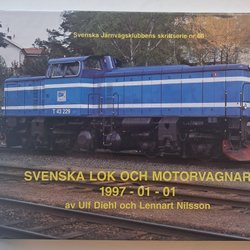 Svenska Järnvägsklubbens skriftserie nr 66
T 43 229
SVENSKA LOK OCH MOTORVAGNAR
1997 - 01 - 01
av Ulf Diehl och Lennart Nilsson